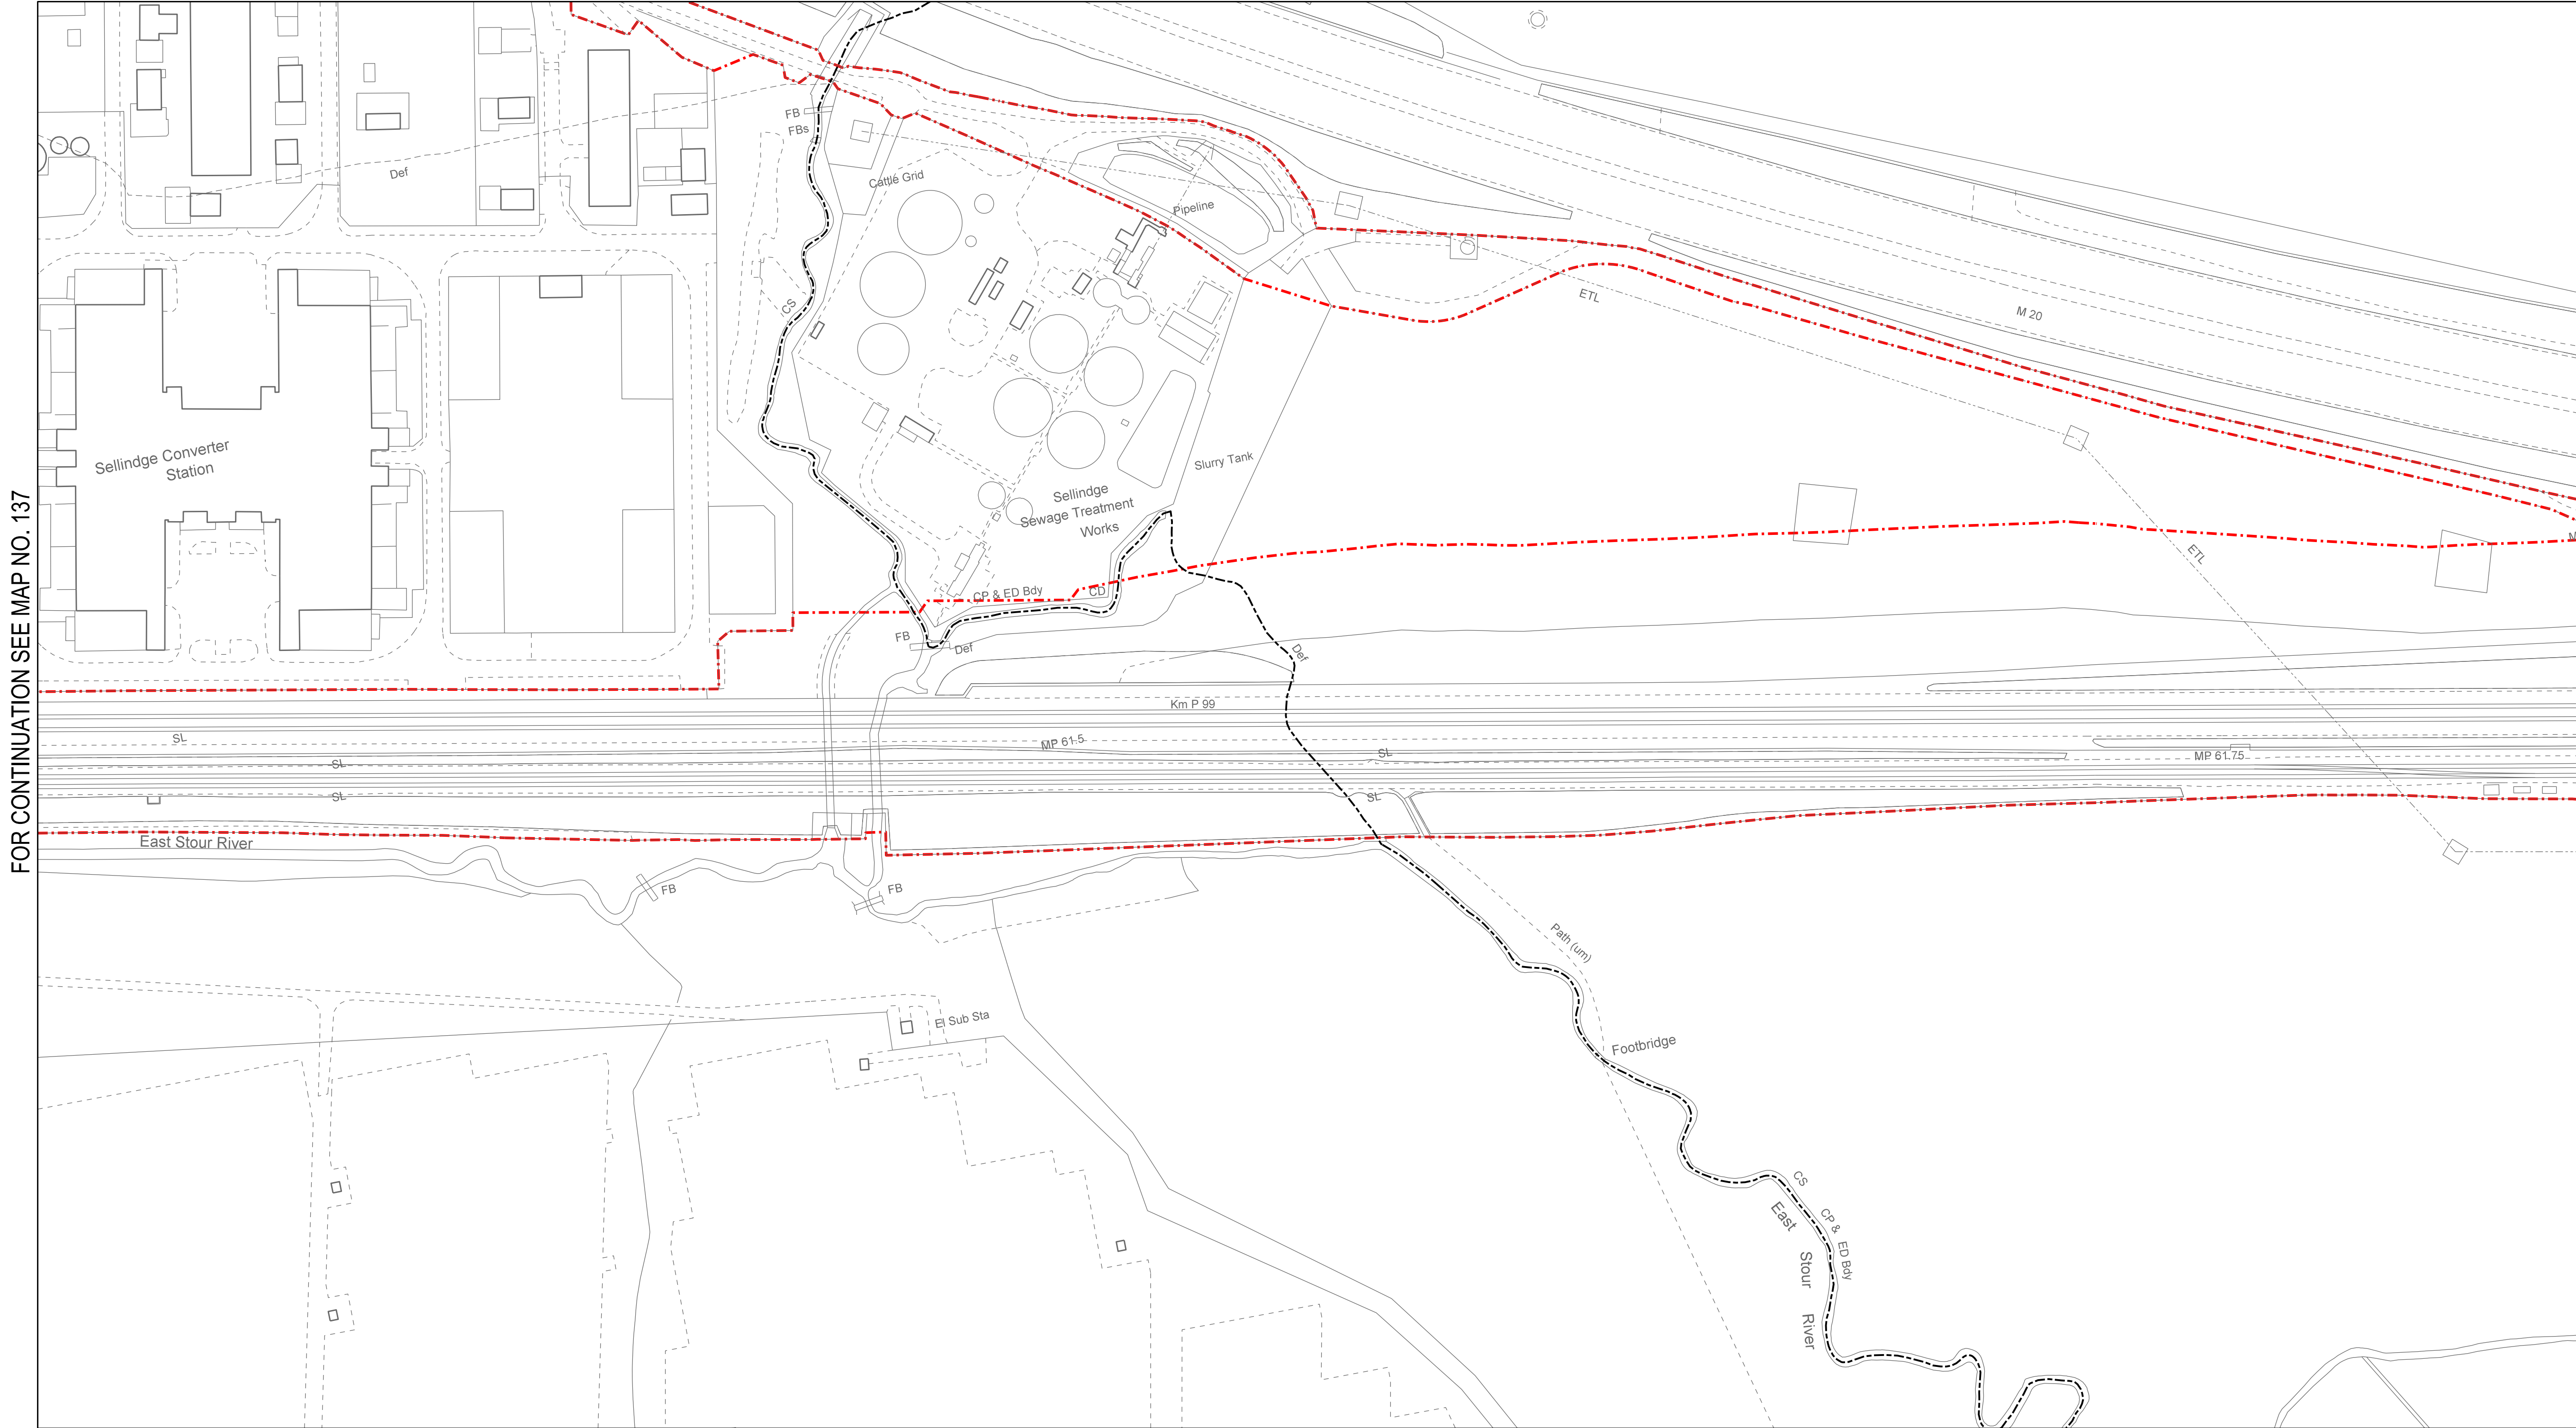 FOR CONTINUATION SEE MAP NO. 137
FB
FBs
Def
Cattle Grid
Pipeline
CS
ETL
M 20
Sellindge Converter
Station
Slurry Tank
Sellindge
Sewage Treatment
Works
M
ETL
CP & ED Bdy
CD
FB
Def
Def
Km P 99
SL
MP 61.5
SL
MP 61.75
SL
SL
SL
East Stour River
FB
FB
Path (um)
El Sub Sta
Footbridge
CS
CP &
ED Bdy
East
Stour
River